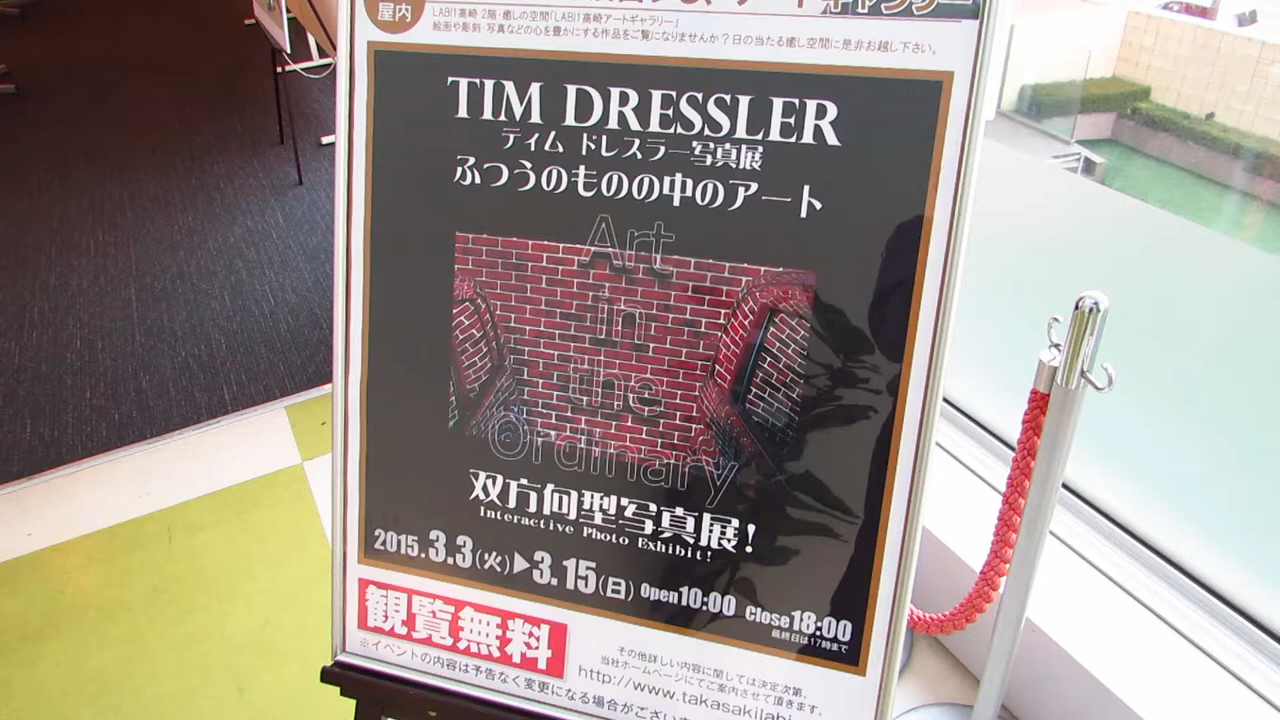 屋内
LABI1高崎 2階・癒しの空間「LABI1高崎アートギャラリー」
絵画や彫刻・写真などの心を豊かにする作品をご覧になりませんか？日の当たる癒し空間に是非お越し下さい。
TIM DRESSLER
ティム ドレスラー写真展
ふつうのものの中のアート
Art
in
the
Ordinary
双方向型写真展!
Interactive Photo Exhibit!
2015.3.3(火)▶3.15(日) Open10:00 Close18:00
最終日は17時まで
観覧無料
※イベントの内容は予告なく変更になる場合がござい
その他詳しい内容に関しては決定次第、
当社ホームページにてご案内させて頂きます。
http://www.takasakilabi